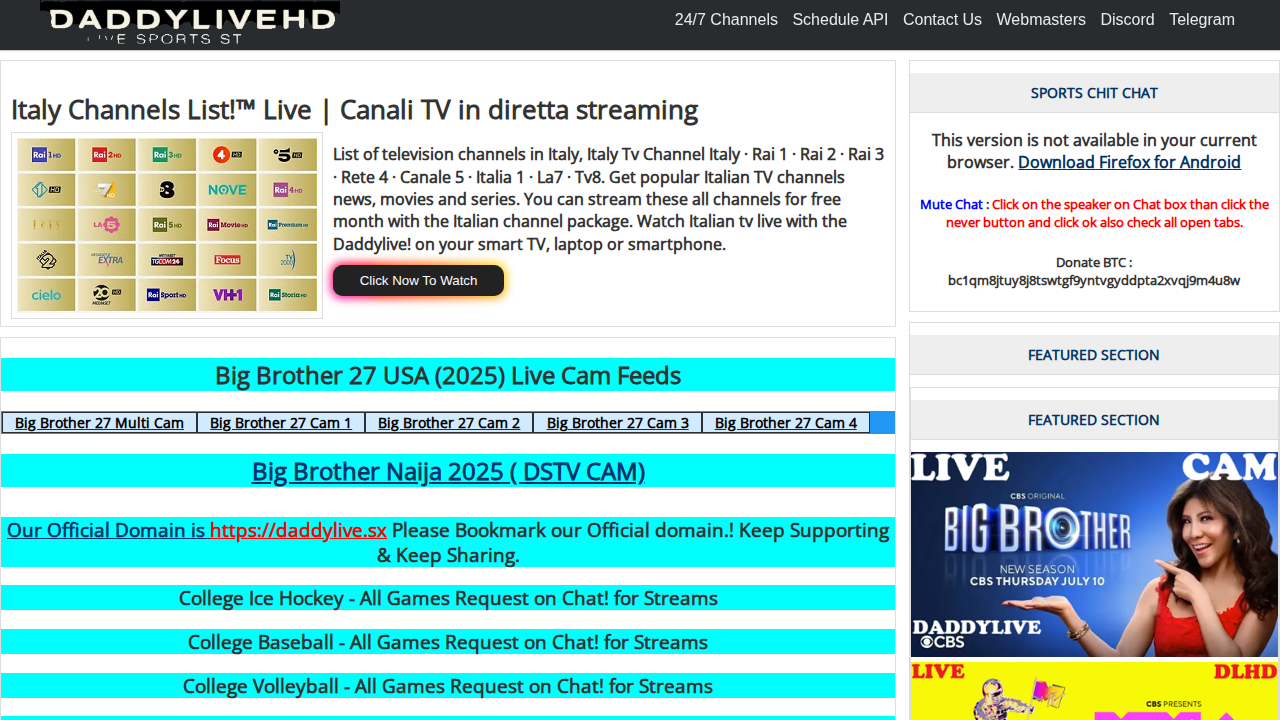 DADDYLIVEHD
LIVE SPORTS ST
24/7 Channels Schedule API Contact Us Webmasters Discord Telegram
Italy Channels List!™ Live | Canali TV in diretta streaming
Rai 1 HD Rai 2 HD Rai 3 HD 4 HD 5 HD
1 HD 7 8 NOVE Rai 4 HD
IRIS LA 5 Rai 5 HD Rai Movie HD Rai Premium HD
MEDIASET EXTRA MEDIASET TGCOM24 Focus TV 2000
cielo 20 HD MEDIASET Rai Sport HD VH1 Rai Storia HD
List of television channels in Italy, Italy Tv Channel Italy · Rai 1 · Rai 2 · Rai 3
· Rete 4 · Canale 5 · Italia 1 · La7 · Tv8. Get popular Italian TV channels
news, movies and series. You can stream these all channels for free
month with the Italian channel package. Watch Italian tv live with the
Daddylive! on your smart TV, laptop or smartphone.
Click Now To Watch
Big Brother 27 USA (2025) Live Cam Feeds
Big Brother 27 Multi Cam Big Brother 27 Cam 1 Big Brother 27 Cam 2 Big Brother 27 Cam 3 Big Brother 27 Cam 4
Big Brother Naija 2025 ( DSTV CAM)
Our Official Domain is https://daddylive.sx Please Bookmark our Official domain.! Keep Supporting
& Keep Sharing.
College Ice Hockey - All Games Request on Chat! for Streams
College Baseball - All Games Request on Chat! for Streams
College Volleyball - All Games Request on Chat! for Streams
SPORTS CHIT CHAT
This version is not available in your current
browser. Download Firefox for Android
Mute Chat : Click on the speaker on Chat box than click the
never button and click ok also check all open tabs.
Donate BTC :
bc1qm8jtuy8j8tswtgf9yntvgyddpta2xvqj9m4u8w
FEATURED SECTION
FEATURED SECTION
LIVE CAM
CBS ORIGINAL
BIG BROTHER
NEW SEASON
CBS THURSDAY JULY 10
DADDYLIVE
CBS
LIVE DLHD
CBS PRESENTS